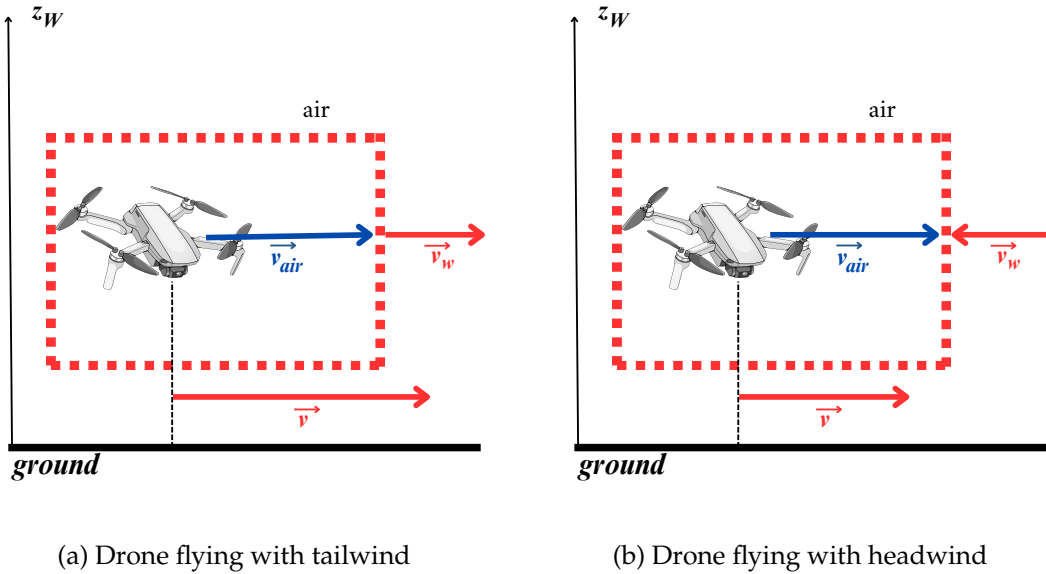 z_W
air
v_air
v_w
v
ground
(a) Drone flying with tailwind
z_W
air
v_air
v_w
v
ground
(b) Drone flying with headwind